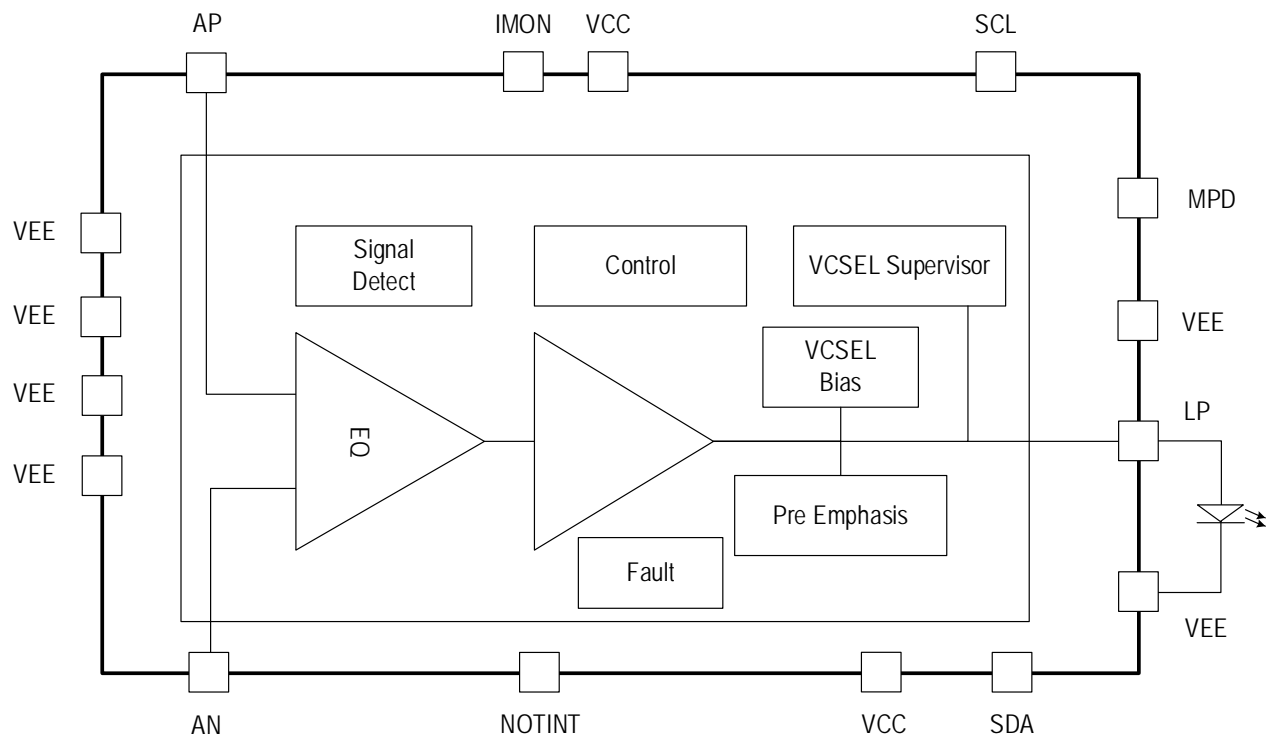 AP
IMON
VCC
SCL
MPD
VEE
Signal
Detect
Control
VCSEL Supervisor
VEE
VEE
VCSEL
Bias
VEE
LP
EQ
VEE
Pre Emphasis
Fault
VEE
AN
NOTINT
VCC
SDA